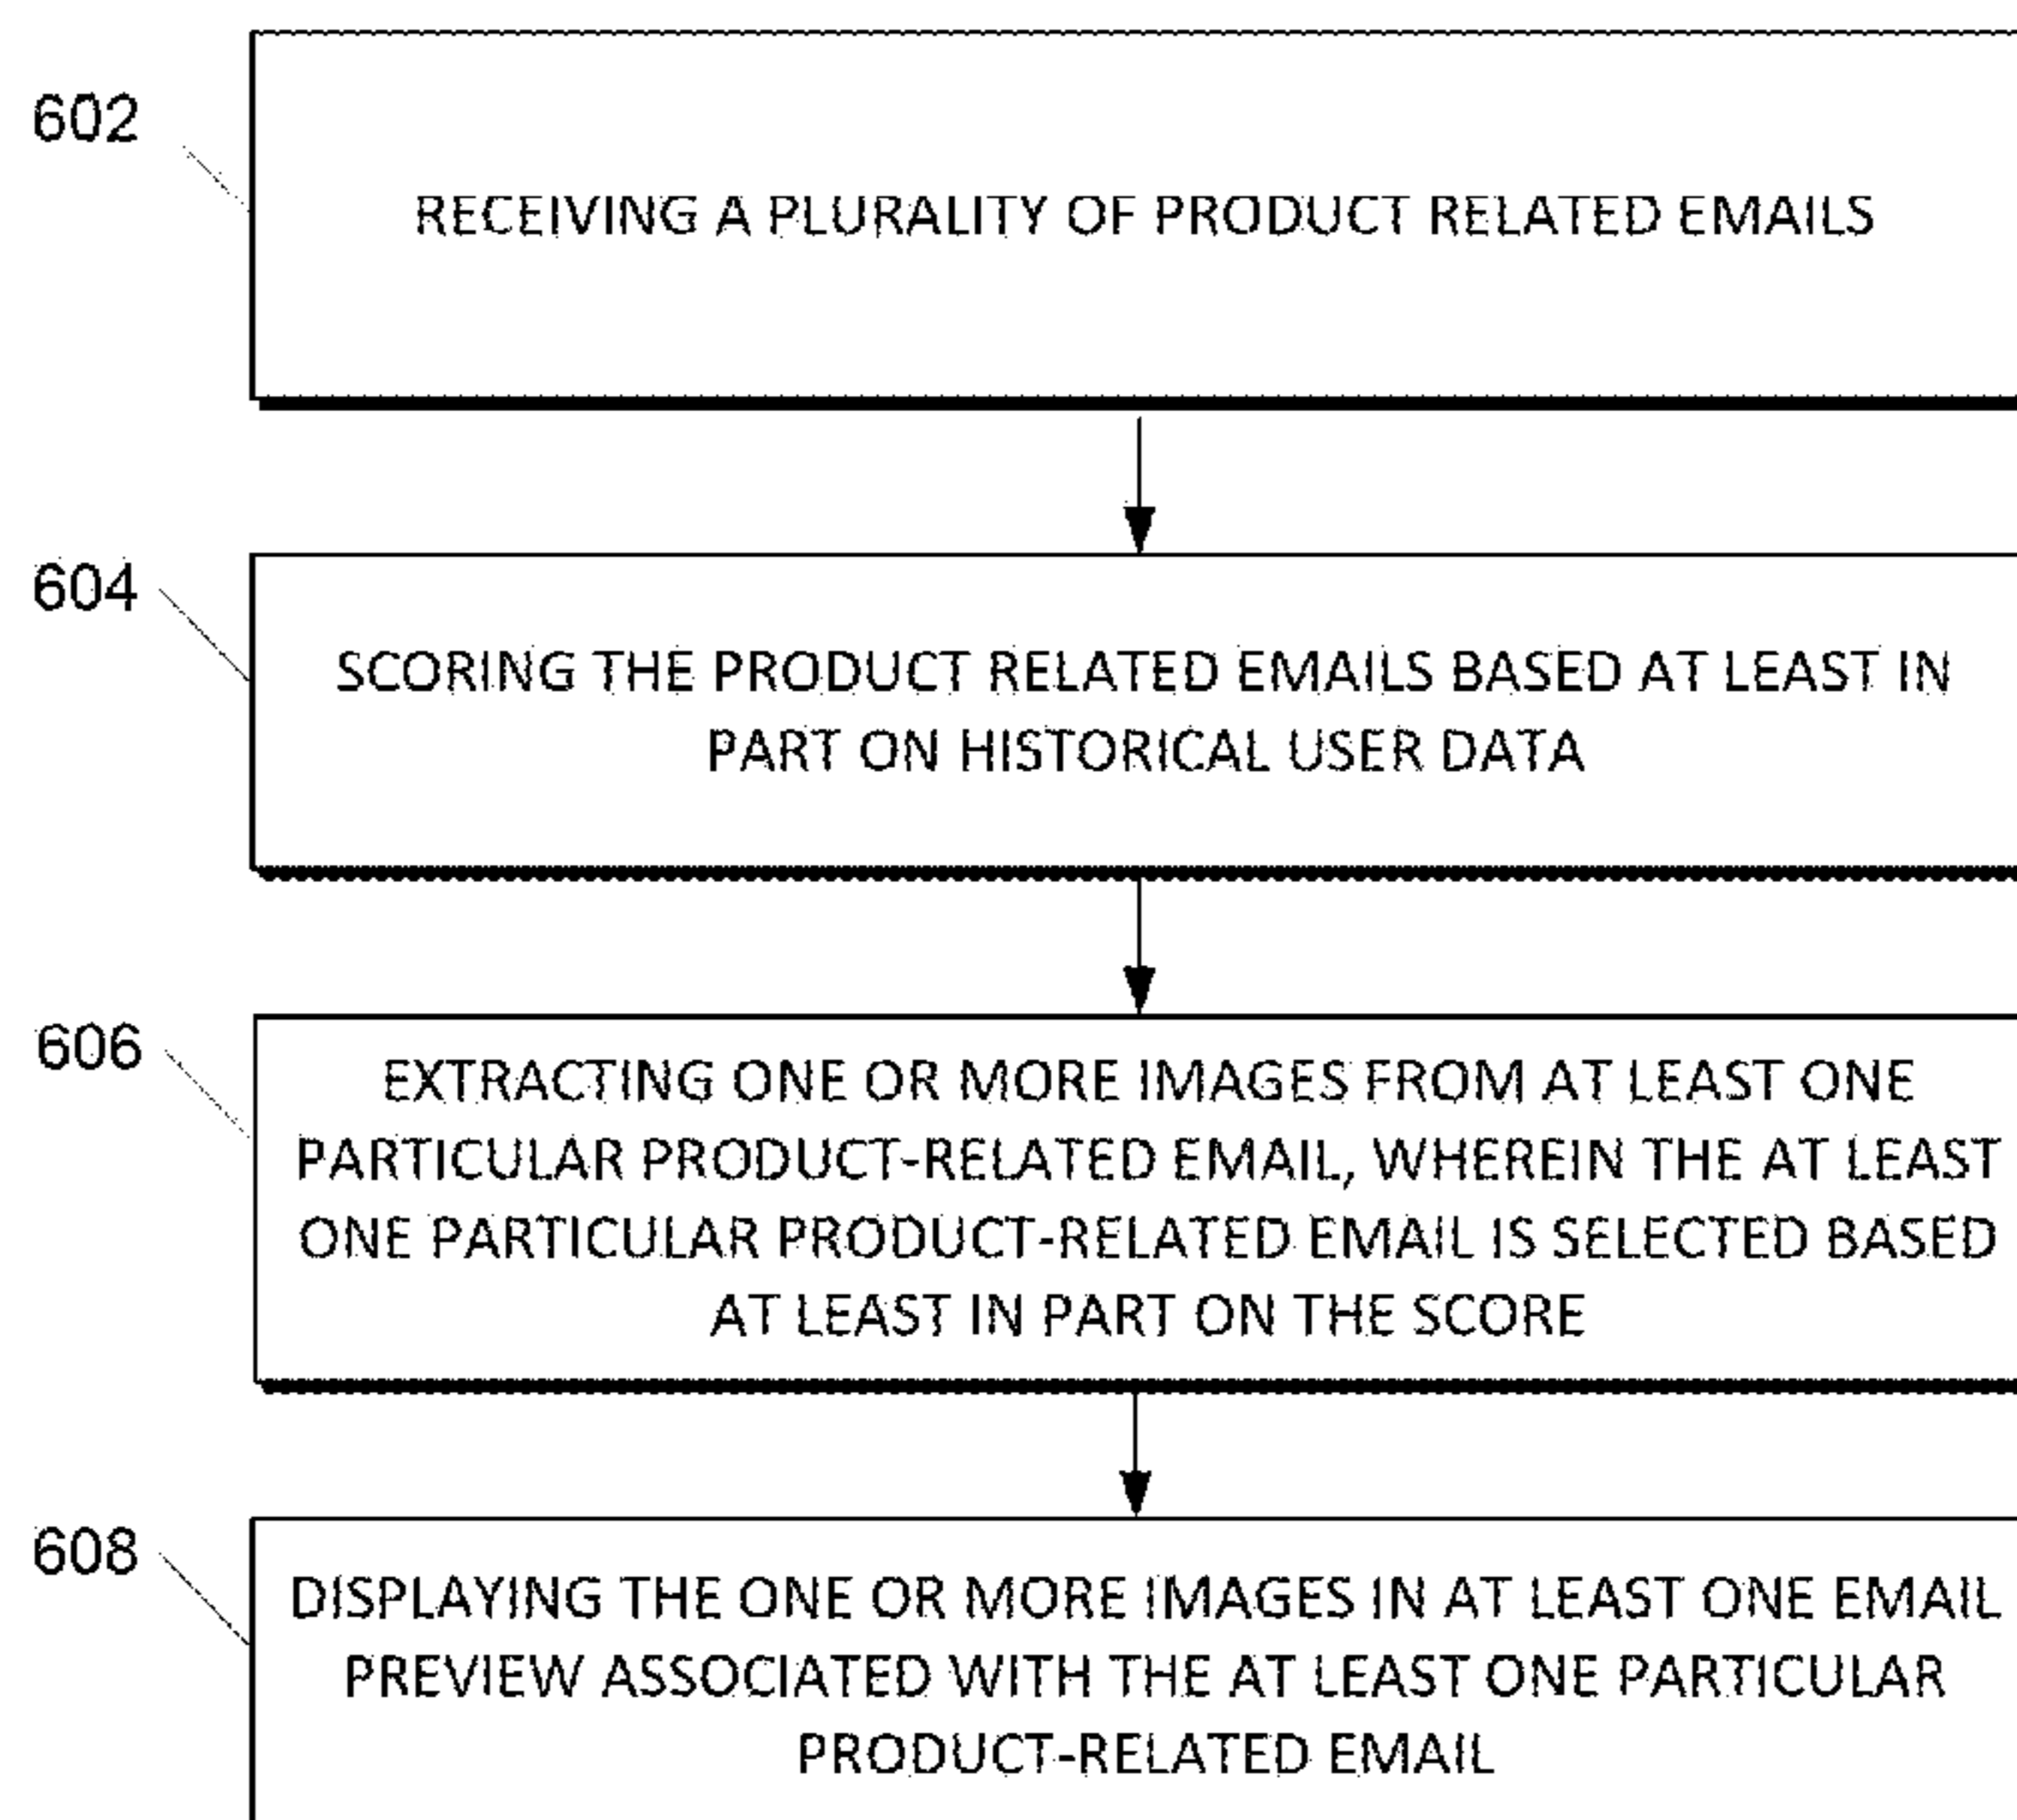 602
RECEIVING A PLURALITY OF PRODUCT RELATED EMAILS
604
SCORING THE PRODUCT RELATED EMAILS BASED AT LEAST IN
PART ON HISTORICAL USER DATA
606
EXTRACTING ONE OR MORE IMAGES FROM AT LEAST ONE
PARTICULAR PRODUCT-RELATED EMAIL, WHEREIN THE AT LEAST
ONE PARTICULAR PRODUCT-RELATED EMAIL IS SELECTED BASED
AT LEAST IN PART ON THE SCORE
608
DISPLAYING THE ONE OR MORE IMAGES IN AT LEAST ONE EMAIL
PREVIEW ASSOCIATED WITH THE AT LEAST ONE PARTICULAR
PRODUCT-RELATED EMAIL